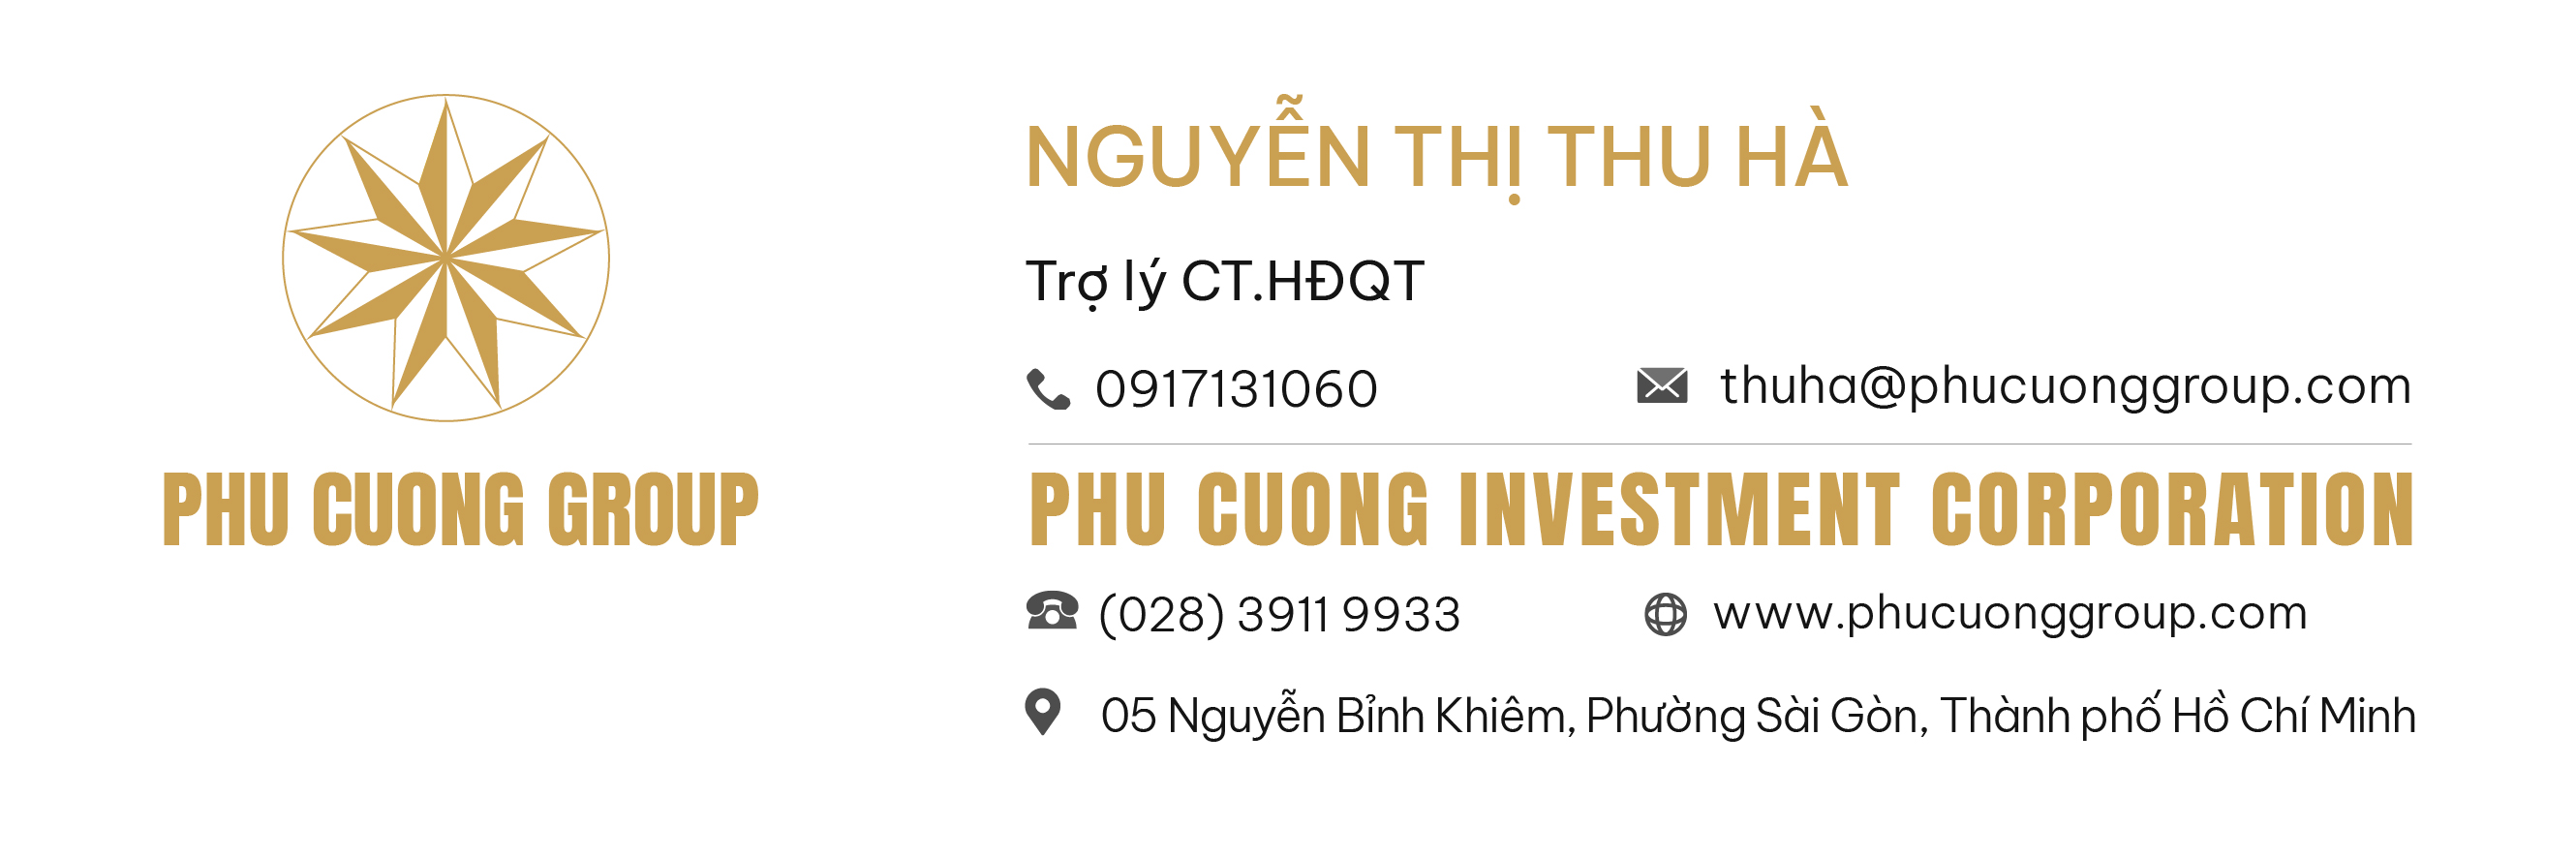 PHU CUONG GROUP
NGUYỄN THỊ THU HÀ
Trợ lý CT.HĐQT
0917131060
thuha@phucuonggroup.com
PHU CUONG INVESTMENT CORPORATION
(028) 3911 9933
www.phucuonggroup.com
05 Nguyễn Bỉnh Khiêm, Phường Sài Gòn, Thành phố Hồ Chí Minh